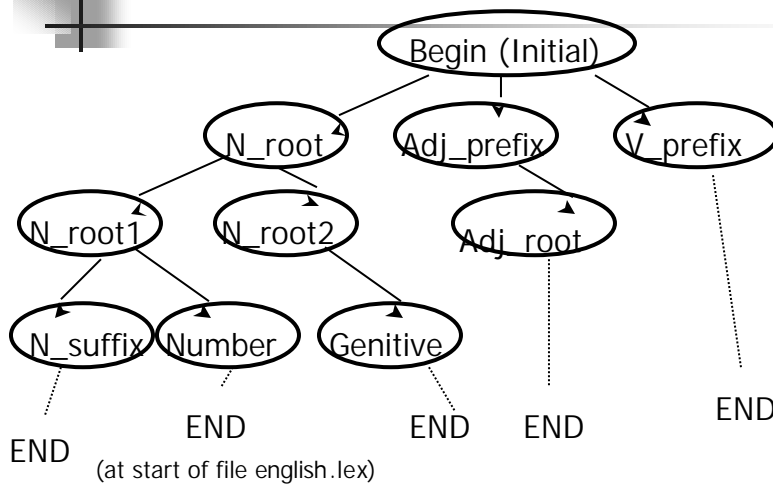 Begin (Initial)
N_root Adj_prefix V_prefix
N_root1 N_root2 Adj_root
N_suffix Number Genitive
END END END END END
(at start of file english.lex)